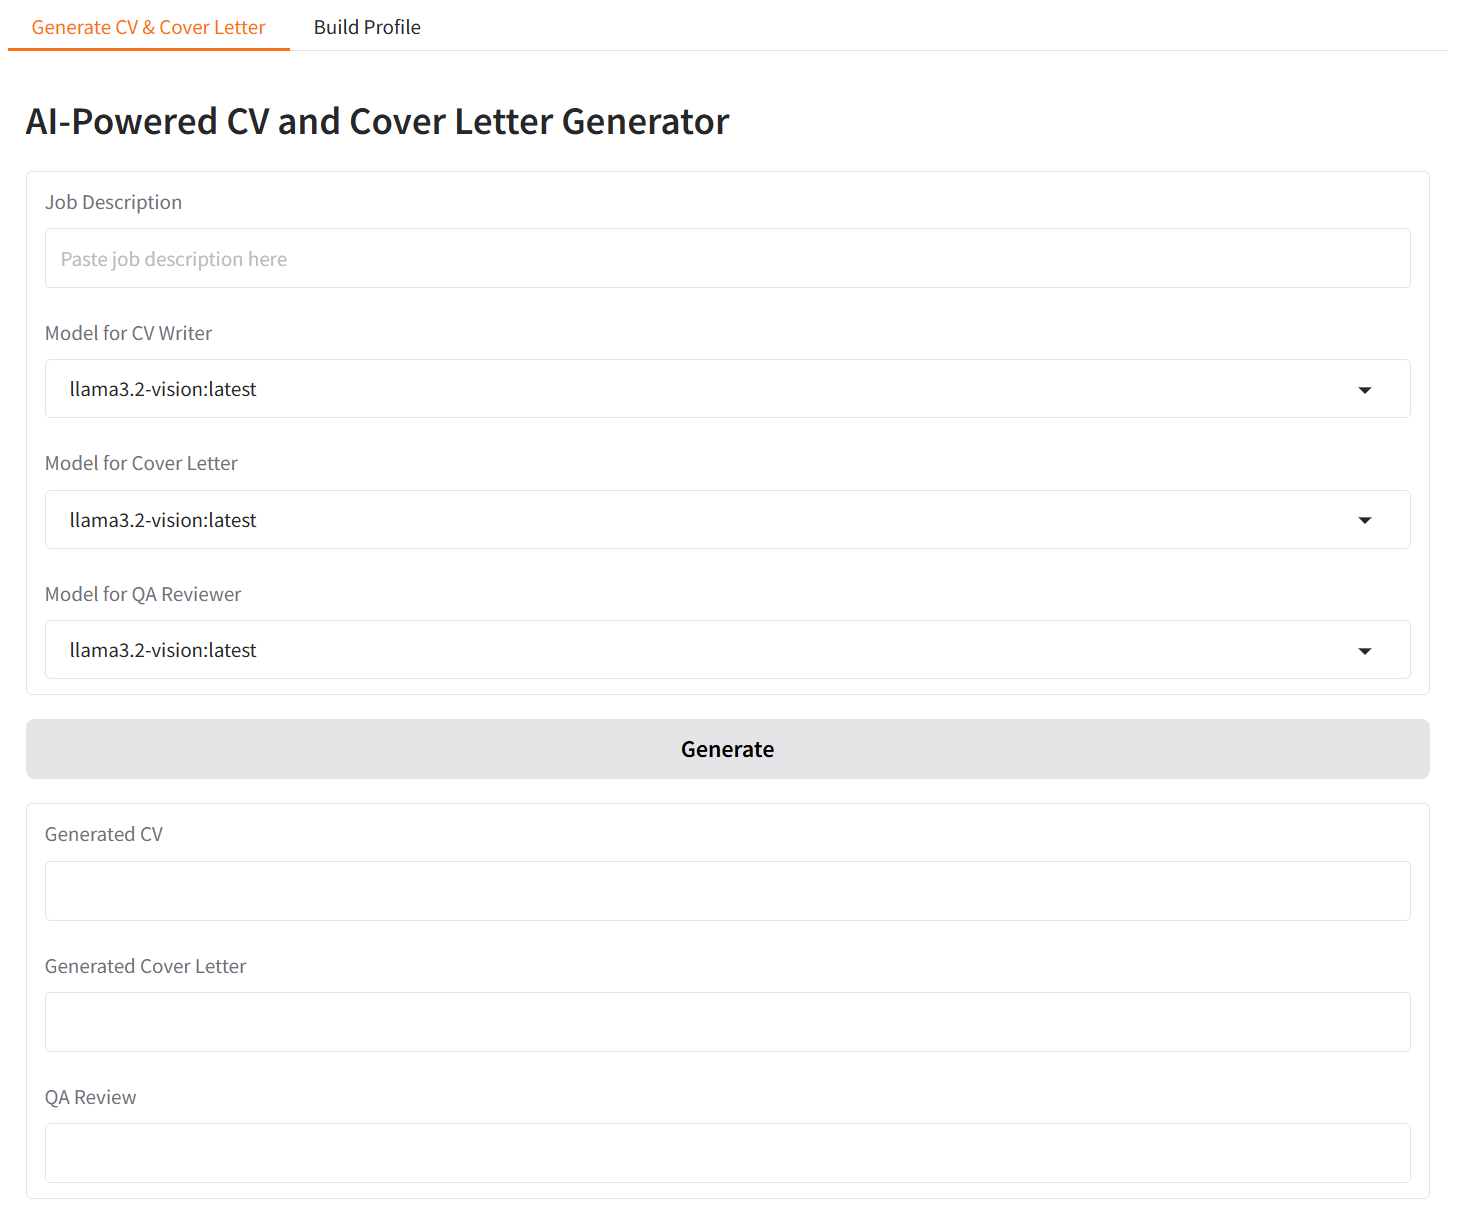 Generate CV & Cover Letter
Build Profile
AI-Powered CV and Cover Letter Generator
Job Description
Paste job description here
Model for CV Writer
llama3.2-vision:latest
Model for Cover Letter
llama3.2-vision:latest
Model for QA Reviewer
llama3.2-vision:latest
Generate
Generated CV
Generated Cover Letter
QA Review